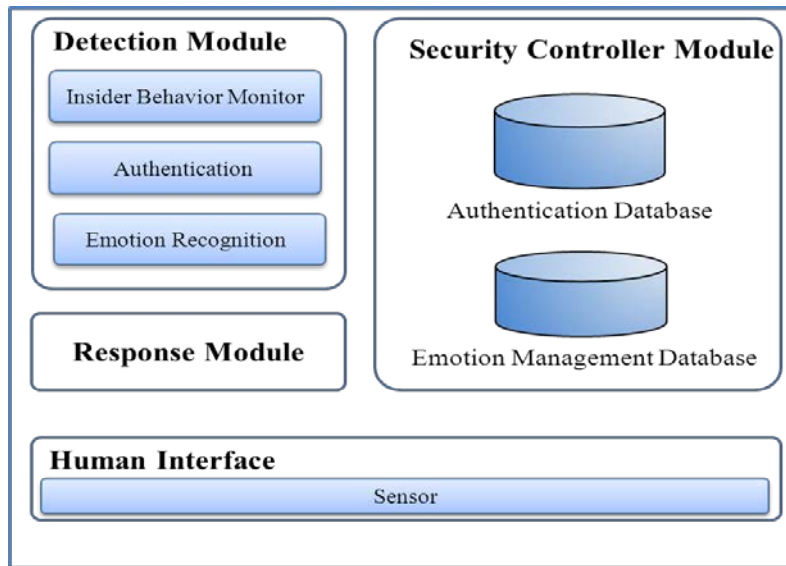 Detection Module
Insider Behavior Monitor
Authentication
Emotion Recognition
Response Module
Security Controller Module
Authentication Database
Emotion Management Database
Human Interface
Sensor